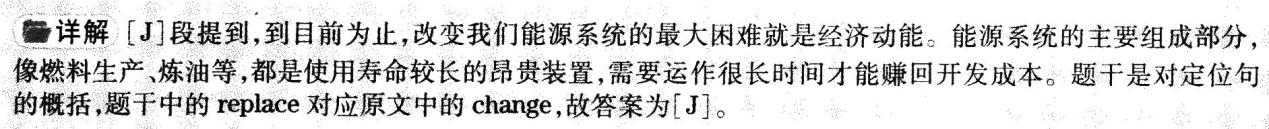 详解 [J]段提到,到目前为止,改变我们能源系统的最大困难就是经济动能。能源系统的主要组成部分,
像燃料生产、炼油等,都是使用寿命较长的昂贵装置,需要运作很长时间才能赚回开发成本。题干是对定位句
的概括,题干中的 replace 对应原文中的 change,故答案为[J]。